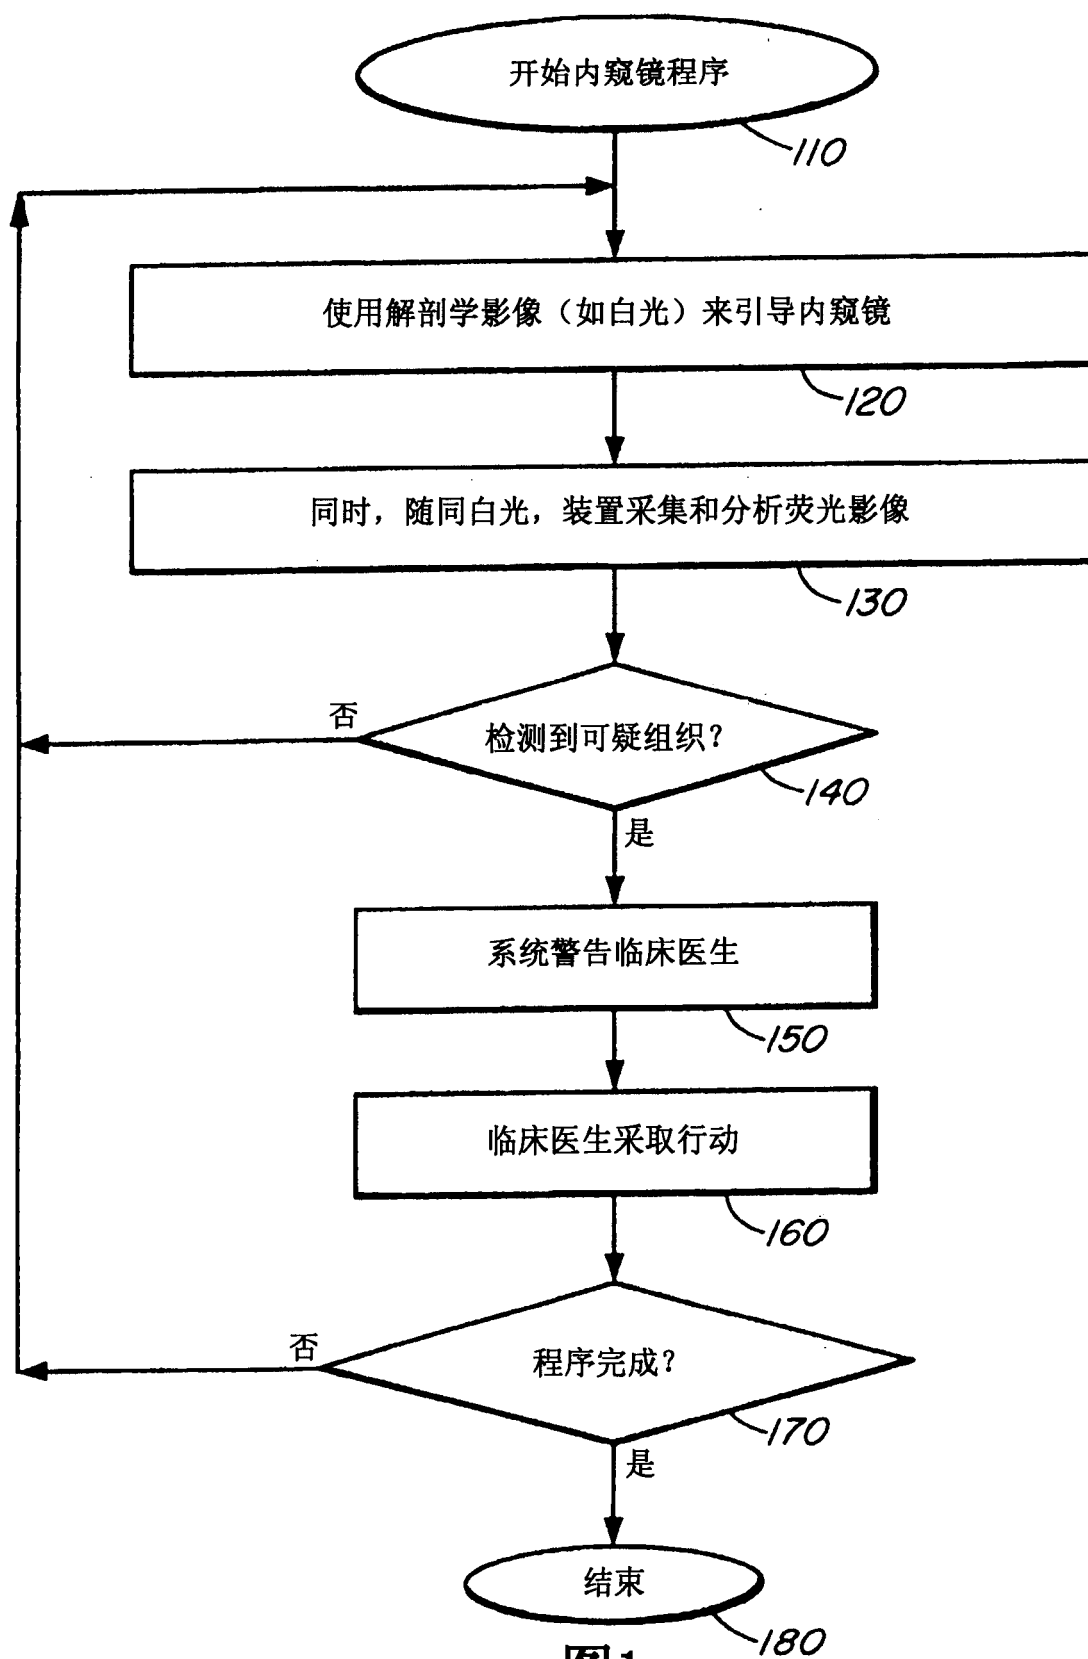 开始内窥镜程序
110
使用解剖学影像（如白光）来引导内窥镜
120
同时，随同白光，装置采集和分析荧光影像
130
否
检测到可疑组织？
140
是
系统警告临床医生
150
临床医生采取行动
160
否
程序完成？
170
是
结束
180
图1